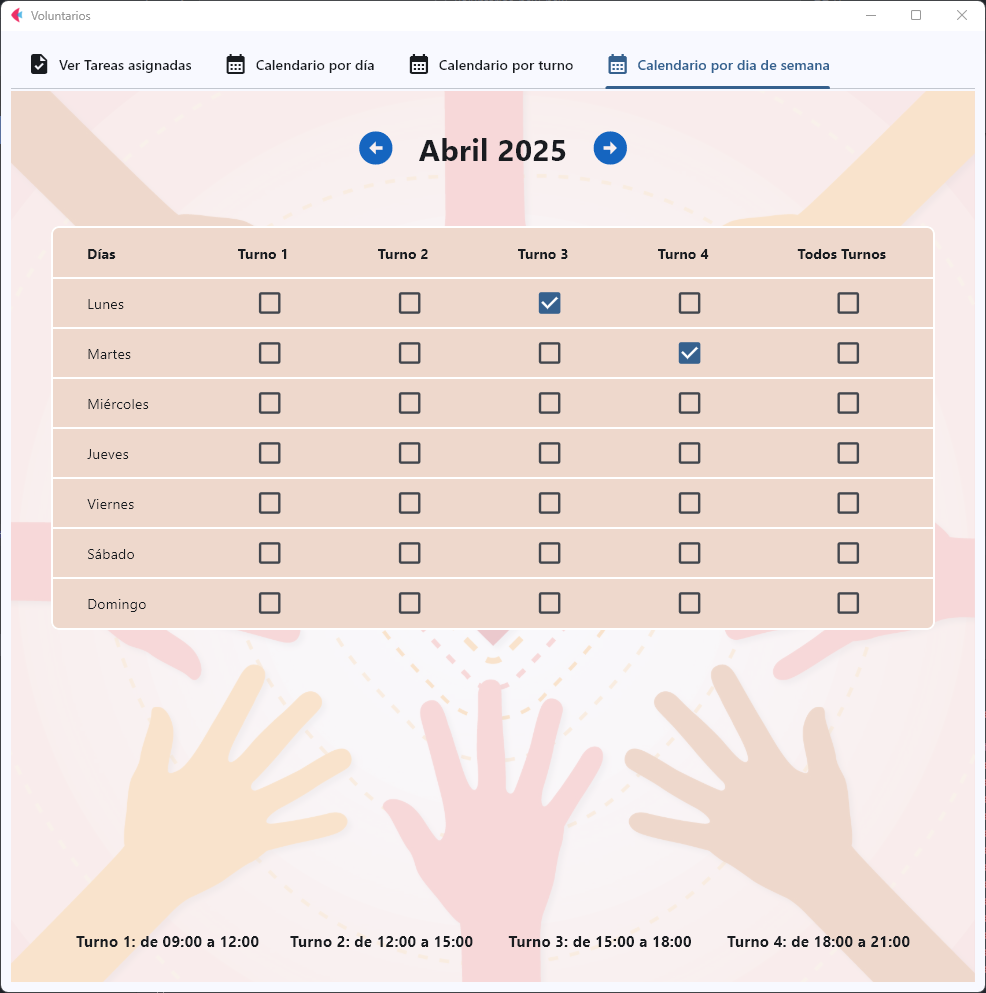 Voluntarios
Ver Tareas asignadas Calendario por día Calendario por turno Calendario por dia de semana
Abril 2025
Días Turno 1 Turno 2 Turno 3 Turno 4 Todos Turnos
Lunes
Martes
Miércoles
Jueves
Viernes
Sábado
Domingo
Turno 1: de 09:00 a 12:00 Turno 2: de 12:00 a 15:00 Turno 3: de 15:00 a 18:00 Turno 4: de 18:00 a 21:00